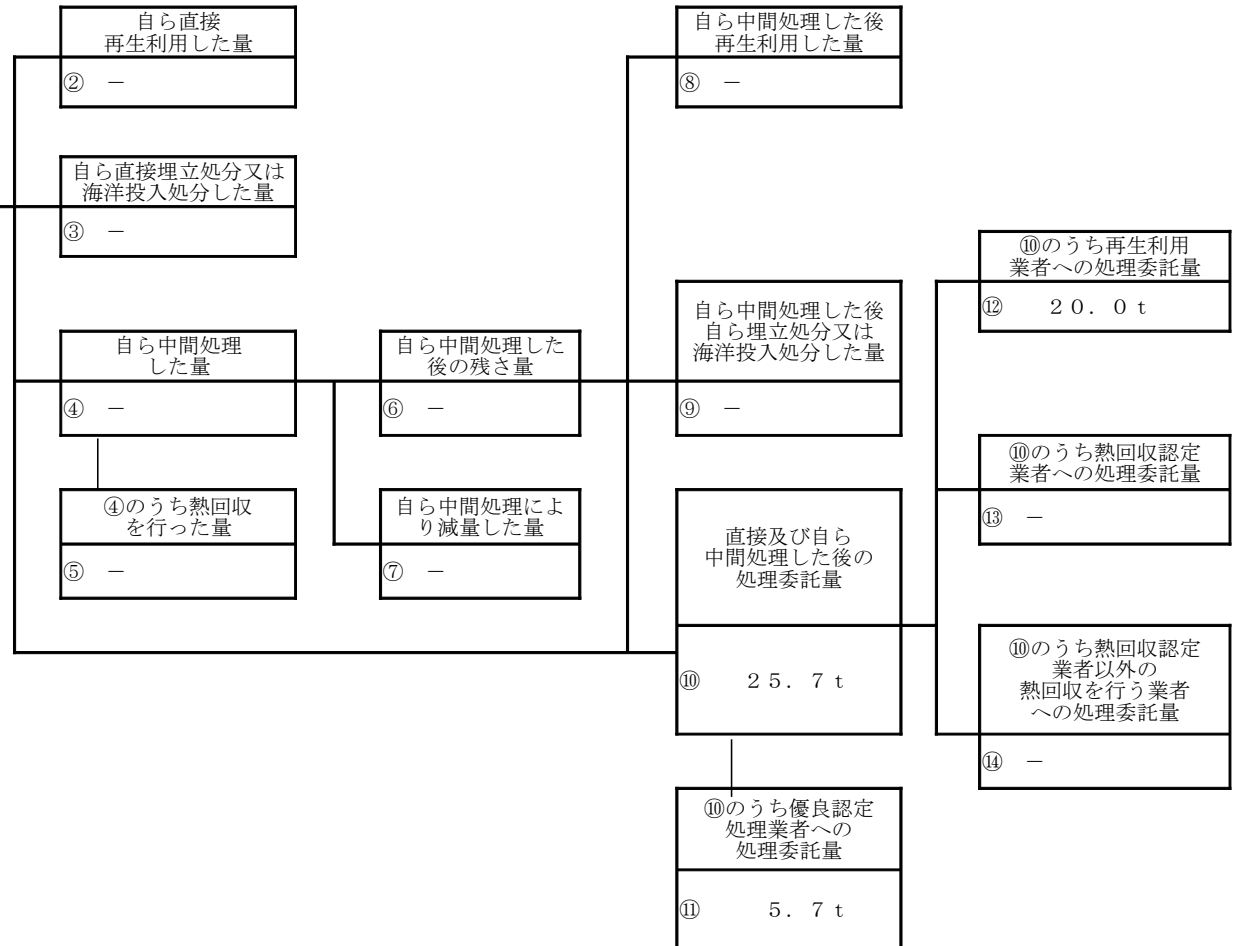 自ら直接
再生利用した量
② －
自ら中間処理した後
再生利用した量
⑧ －
自ら直接埋立処分又は
海洋投入処分した量
③ －
⑩のうち再生利用
業者への処理委託量
⑫ ２０．０ｔ
自ら中間処理
した量
④ －
自ら中間処理した
後の残さ量
⑥ －
自ら中間処理した後
自ら埋立処分又は
海洋投入処分した量
⑨ －
⑩のうち熱回収認定
業者への処理委託量
⑬ －
④のうち熱回収
を行った量
⑤ －
自ら中間処理によ
り減量した量
⑦ －
直接及び自ら
中間処理した後の
処理委託量
⑩ ２５．７ｔ
⑩のうち熱回収認定
業者以外の
熱回収を行う業者
への処理委託量
⑭ －
⑩のうち優良認定
処理業者への
処理委託量
⑪ ５．７ｔ